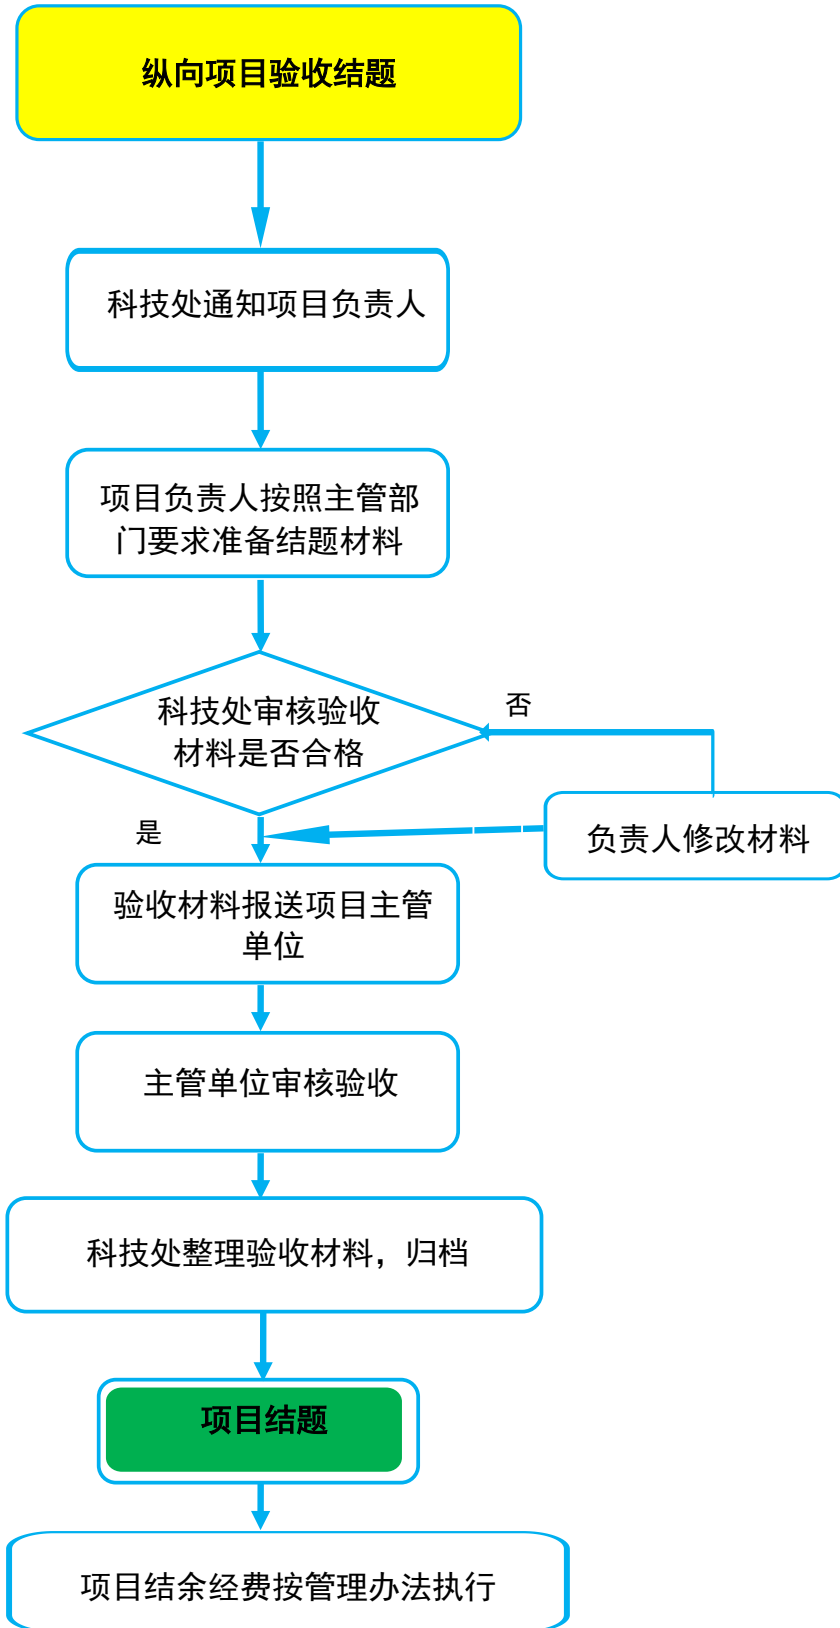 纵向项目验收结题
科技处通知项目负责人
项目负责人按照主管部
门要求准备结题材料
科技处审核验收
材料是否合格
否
是
负责人修改材料
验收材料报送项目主管
单位
主管单位审核验收
科技处整理验收材料，归档
项目结题
项目结余经费按管理办法执行